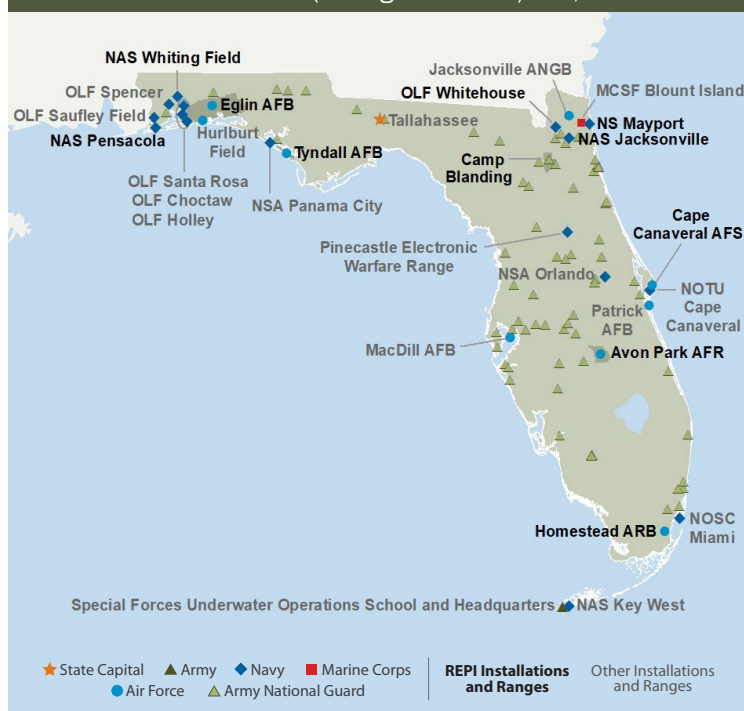 NAS Whiting Field
OLF Spencer
OLF Saufley Field
NAS Pensacola
Eglin AFB
Hurlburt
Field
OLF Santa Rosa
OLF Choctaw
OLF Holley
Tyndall AFB
NSA Panama City
Tallahassee
Jacksonville ANGB
OLF Whitehouse
MCSF Blount Island
NS Mayport
NAS Jacksonville
Camp
Blanding
Pinecastle Electronic
Warfare Range
NSA Orlando
Cape
Canaveral AFS
NOTU
Cape
Canaveral
Patrick
AFB
MacDill AFB
Avon Park AFR
Homestead ARB
NOSC
Miami
Special Forces Underwater Operations School and Headquarters
NAS Key West
State Capital
Army
Navy
Marine Corps
Air Force
Army National Guard
REPI Installations
and Ranges
Other Installations
and Ranges